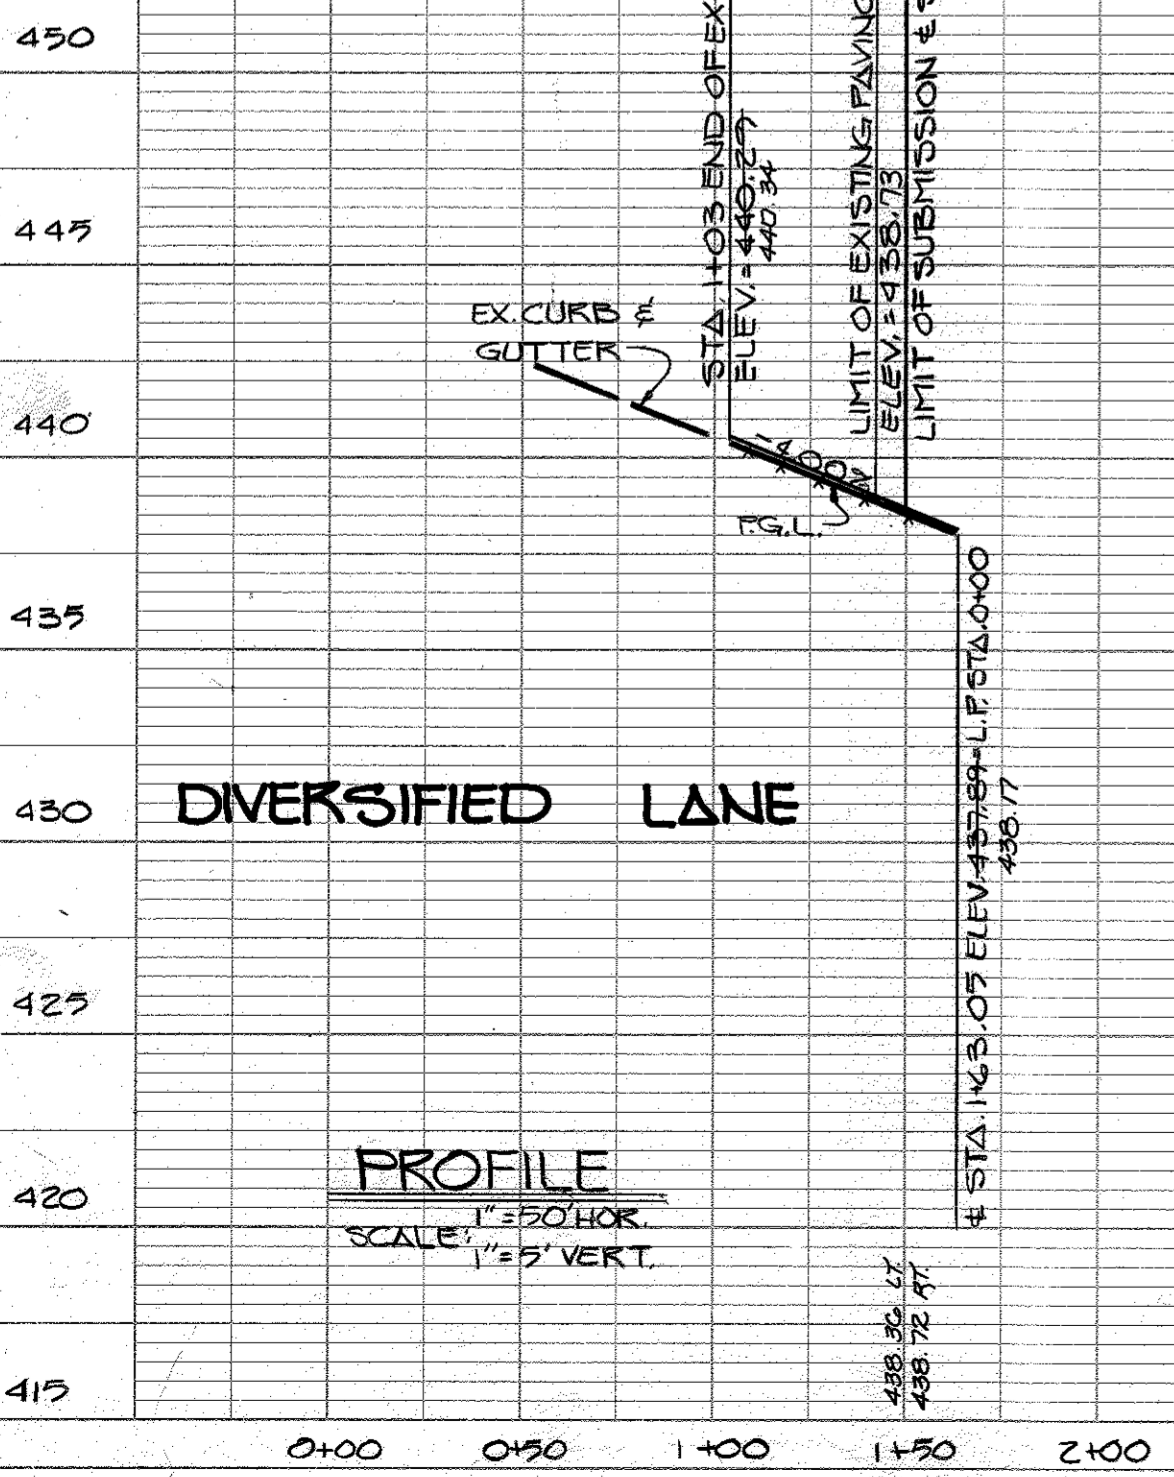 450
445
440
435
430
425
420
415
STA. 1+03 END OF EX
ELEV.= 440.29
440.34
LIMIT OF EXISTING PAVING
ELEV.= 438.73
LIMIT OF SUBMISSION &
EX. CURB &
GUTTER
P.G.L.
DIVERSIFIED LANE
STA. 1+63.05 ELEV. 437.89 = L.P. STA. 0+00
438.17
PROFILE
SCALE: 1"=50' HOR.
1"=5' VERT.
438.36 LT.
438.72 RT.
0+00 0+50 1+00 1+50 2+00